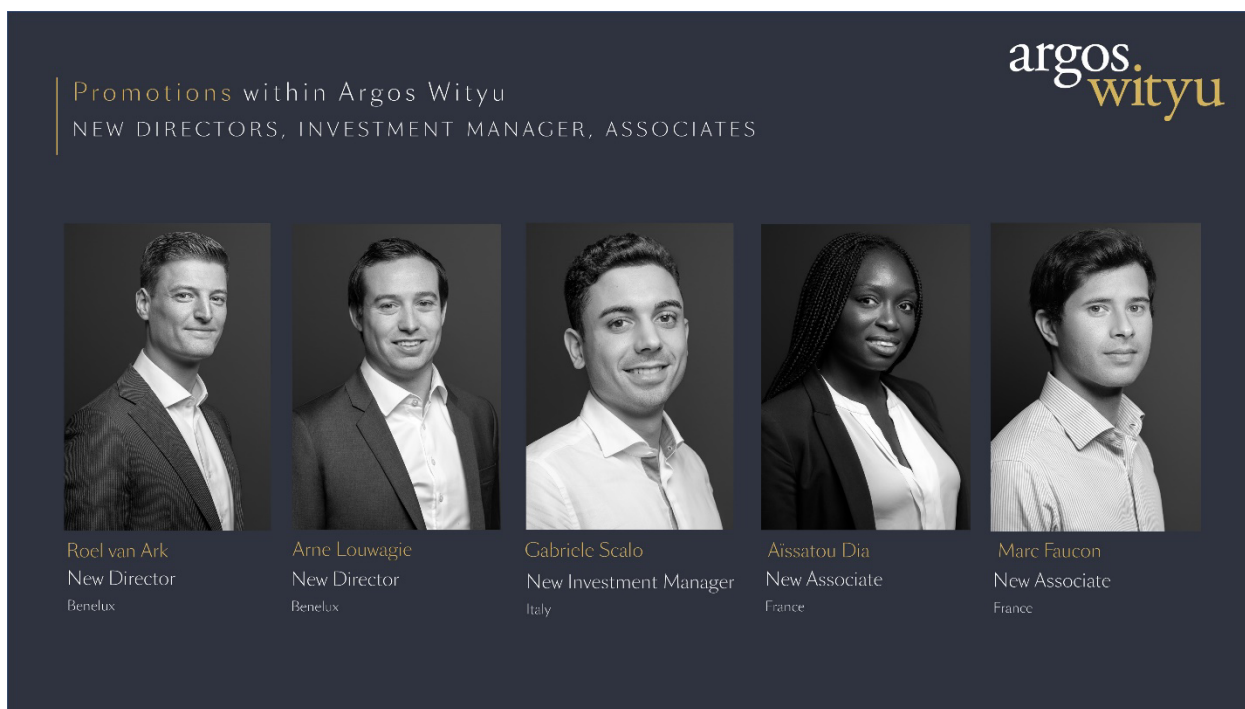 argos.
wityu
Promotions within Argos Wityu
NEW DIRECTORS, INVESTMENT MANAGER, ASSOCIATES
Roel van Ark
New Director
Benelux
Arne Louwagie
New Director
Benelux
Gabriele Scalo
New Investment Manager
Italy
Aïssatou Dia
New Associate
France
Marc Faucon
New Associate
France